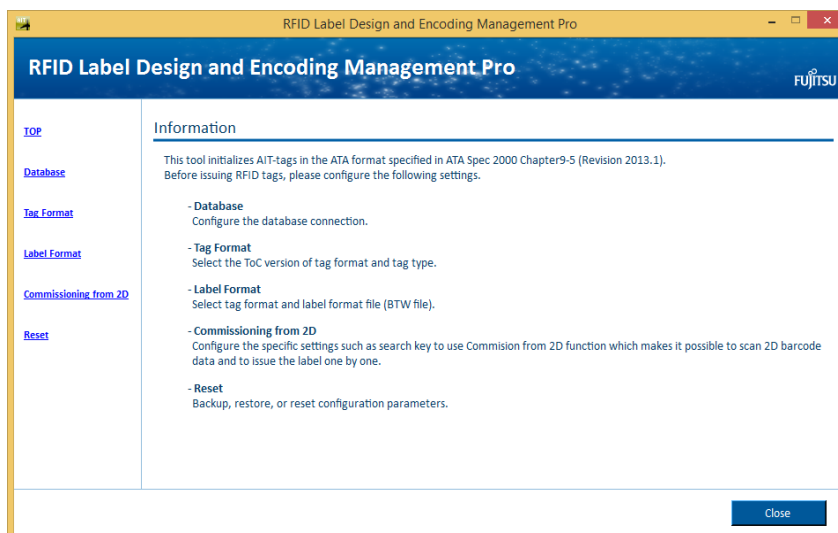 RFID Label Design and Encoding Management Pro
RFID Label Design and Encoding Management Pro
FUJITSU
TOP
Database
Tag Format
Label Format
Commissioning from 2D
Reset
Information
This tool initializes AIT-tags in the ATA format specified in ATA Spec 2000 Chapter9-5 (Revision 2013.1).
Before issuing RFID tags, please configure the following settings.
- Database
Configure the database connection.
- Tag Format
Select the ToC version of tag format and tag type.
- Label Format
Select tag format and label format file (BTW file).
- Commissioning from 2D
Configure the specific settings such as search key to use Commision from 2D function which makes it possible to scan 2D barcode
data and to issue the label one by one.
- Reset
Backup, restore, or reset configuration parameters.
Close